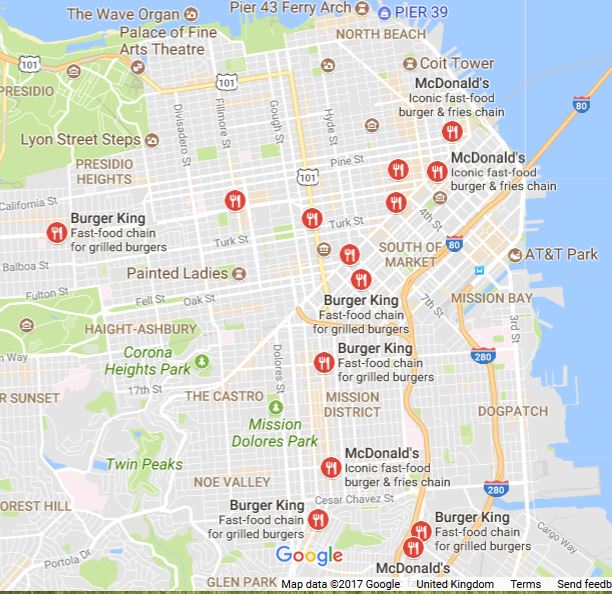 The Wave Organ
Pier 43 Ferry Arch
PIER 39
Palace of Fine
Arts Theatre
NORTH BEACH
101
Coit Tower
PRESIDIO
101
McDonald's
Iconic fast-food
burger & fries chain
80
Lyon Street Steps
Divisadero St
Fillmore St
Gough St
Hyde St
PRESIDIO
HEIGHTS
Pine St
McDonald's
Iconic fast-food
burger & fries chain
101
California St
Burger King
Fast-food chain
for grilled burgers
Turk St
4th St
Turk St
SOUTH OF
MARKET
80
AT&T Park
Balboa St
Painted Ladies
Fulton St
Fell St
Oak St
Burger King
Fast-food chain
for grilled burgers
7th St
MISSION BAY
3rd St
HAIGHT-ASHBURY
Corona
Heights Park
Dolores St
Burger King
Fast-food chain
for grilled burgers
280
n Way
17th St
R SUNSET
THE CASTRO
MISSION
DISTRICT
DOGPATCH
Mission
Dolores Park
Twin Peaks
McDonald's
Iconic fast-food
burger & fries chain
NOE VALLEY
Cesar Chavez St
280
OREST HILL
Burger King
Fast-food chain
for grilled burgers
Burger King
Fast-food chain
for grilled burgers
Cargo Way
Portola Dr
Google
McDonald's
GLEN PARK
Map data ©2017 Google United Kingdom Terms Send feedb